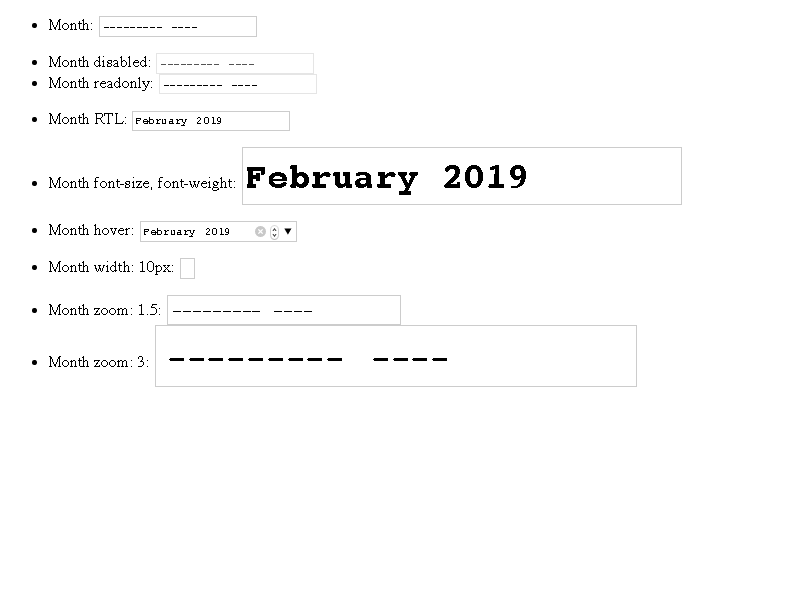 • Month: --------- ----
• Month disabled: --------- ----
• Month readonly: --------- ----
• Month RTL: February 2019
• Month font-size, font-weight: February 2019
• Month hover: February 2019
• Month width: 10px:
• Month zoom: 1.5: --------- ----
• Month zoom: 3: --------- ----